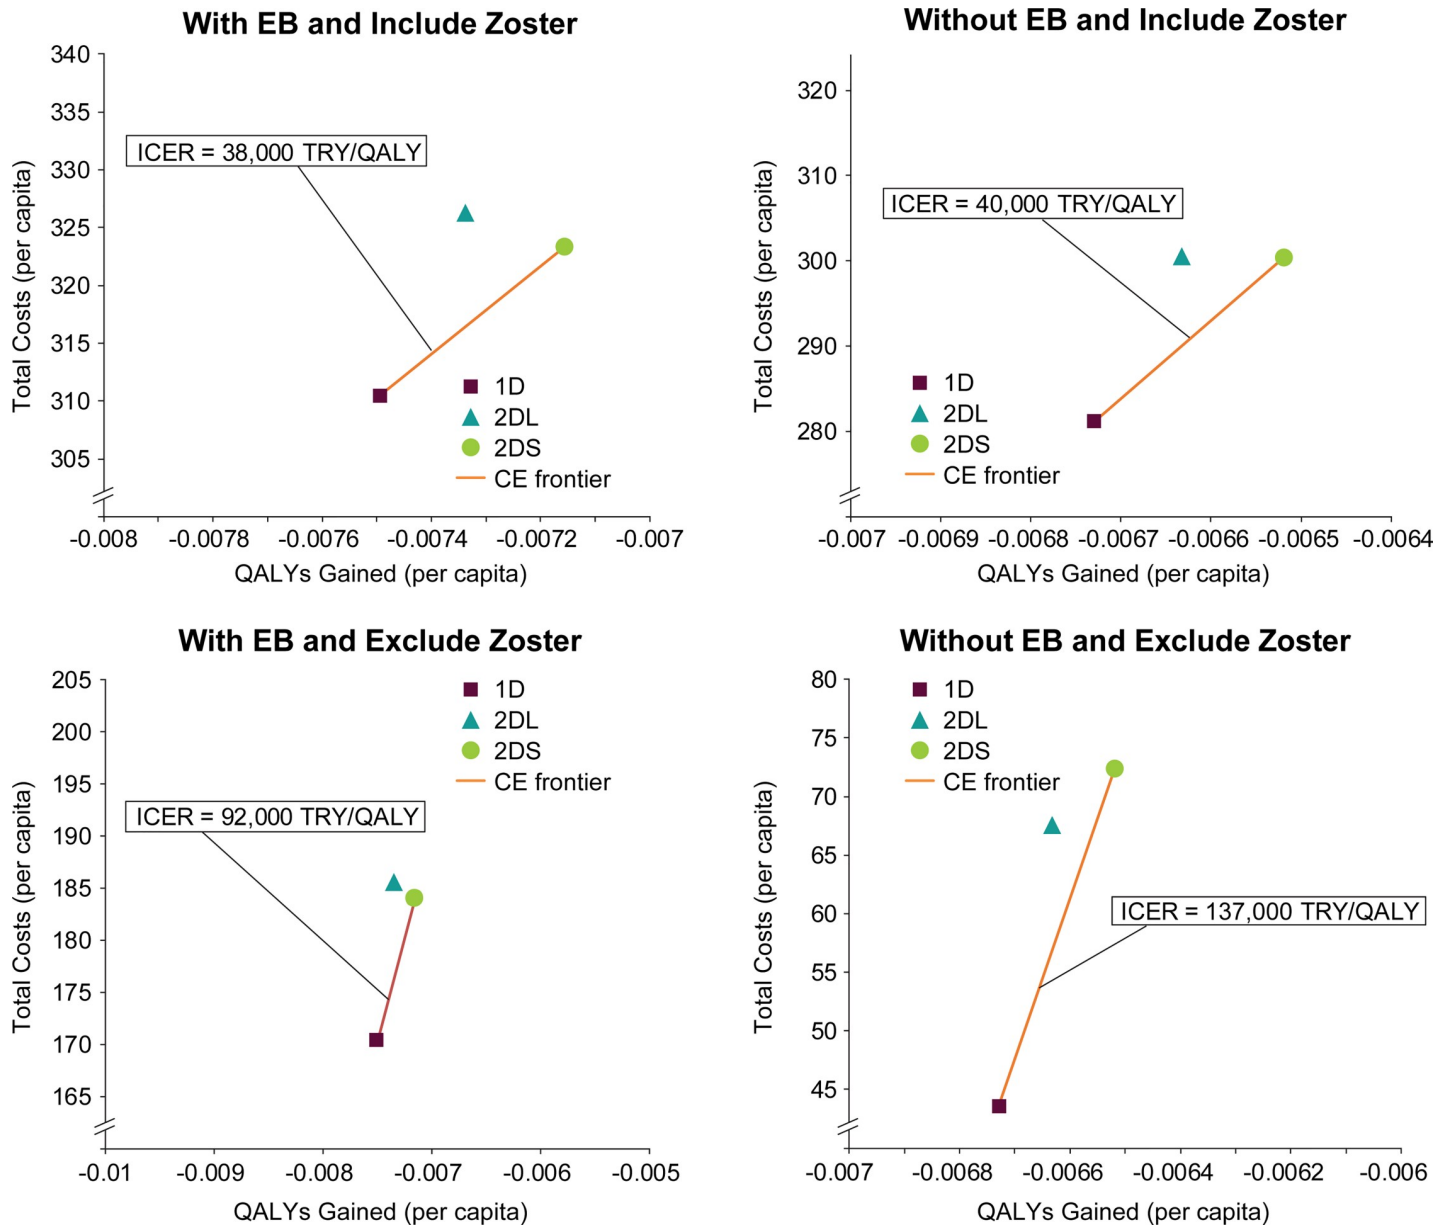 With EB and Include Zoster
340
335
330
325
320
315
310
305
Total Costs (per capita)
ICER = 38,000 TRY/QALY
1D
2DL
2DS
CE frontier
-0.008 -0.0078 -0.0076 -0.0074 -0.0072 -0.007
QALYs Gained (per capita)
Without EB and Include Zoster
320
310
300
290
280
Total Costs (per capita)
ICER = 40,000 TRY/QALY
1D
2DL
2DS
CE frontier
-0.007 -0.0069 -0.0068 -0.0067 -0.0066 -0.0065 -0.0064
QALYs Gained (per capita)
With EB and Exclude Zoster
205
200
195
190
185
180
175
170
165
Total Costs (per capita)
1D
2DL
2DS
CE frontier
ICER = 92,000 TRY/QALY
-0.01 -0.009 -0.008 -0.007 -0.006 -0.005
QALYs Gained (per capita)
Without EB and Exclude Zoster
80
75
70
65
60
55
50
45
Total Costs (per capita)
1D
2DL
2DS
CE frontier
ICER = 137,000 TRY/QALY
-0.007 -0.0068 -0.0066 -0.0064 -0.0062 -0.006
QALYs Gained (per capita)